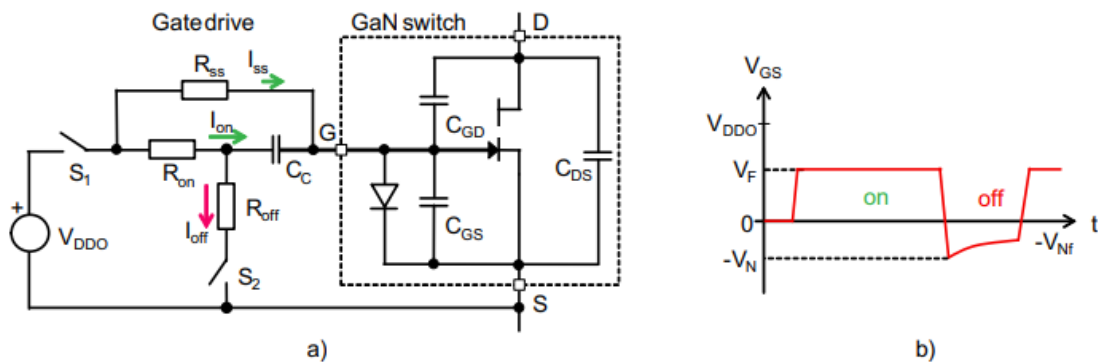 Gate drive
GaN switch
D
R_ss
I_ss
I_on
G
C_GD
S_1
R_on
C_C
C_DS
+
R_off
I_off
C_GS
V_DDO
S_2
S
a)
V_GS
V_DDO
V_F
on
off
0
t
-V_N
-V_Nf
b)